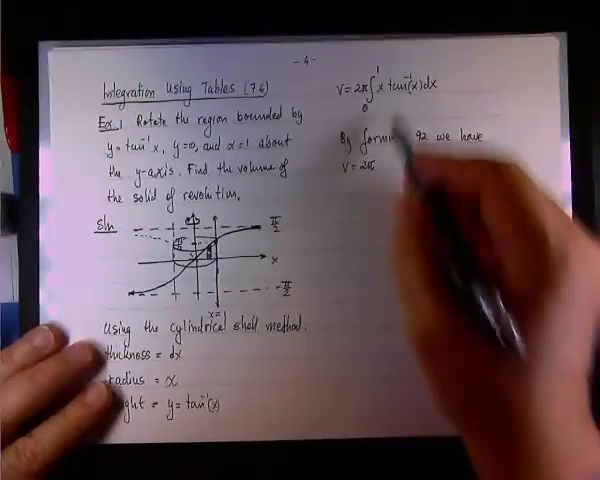 -4-
Integration Using Tables (7.6)
Ex. 1 Rotate the region bounded by
y = tan⁻¹ x, y=0, and x=1 about
the y-axis. Find the volume of
the solid of revolution.
Sln
π/2
x
-π/2
x=1
Using the cylindrical shell method.
thickness = dx
radius = x
y = tan⁻¹(x)
V = 2π ∫₀¹ x tan⁻¹(x) dx
By 92 we have
V = 2π